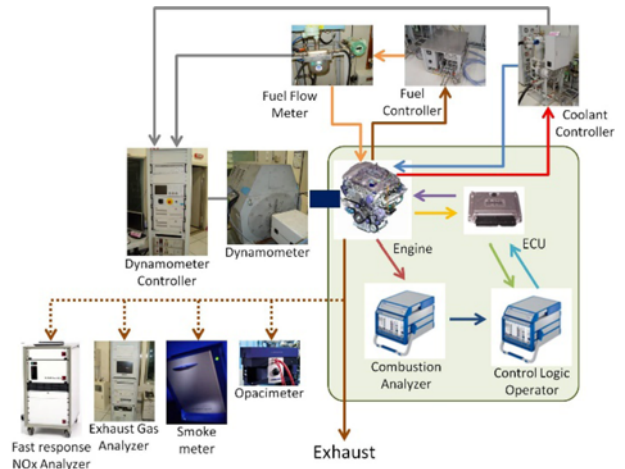 Fuel Flow
Meter
Fuel
Controller
Coolant
Controller
Dynamometer
Controller
Dynamometer
Engine
ECU
Combustion
Analyzer
Control Logic
Operator
Opacimeter
Fast response
NOx Analyzer
Exhaust Gas
Analyzer
Smoke
meter
Exhaust